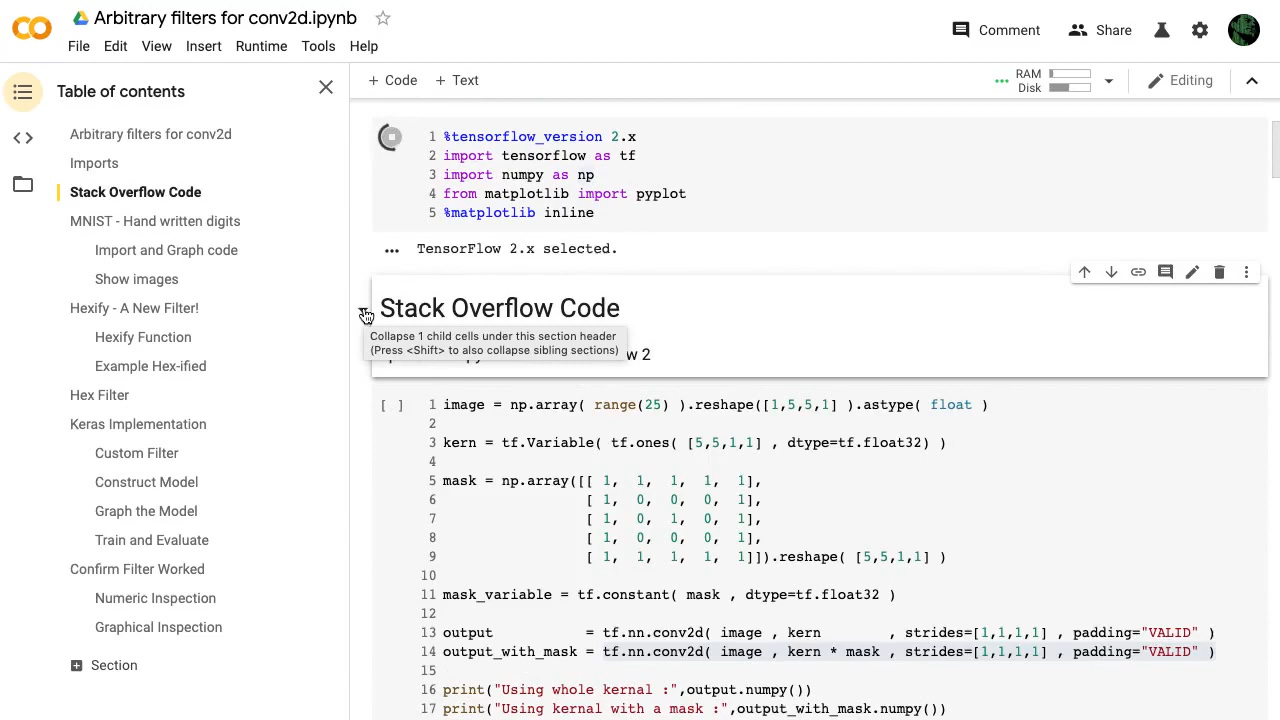 Arbitrary filters for conv2d.ipynb
File Edit View Insert Runtime Tools Help
Comment Share
Table of contents
Arbitrary filters for conv2d
Imports
Stack Overflow Code
MNIST - Hand written digits
Import and Graph code
Show images
Hexify - A New Filter!
Hexify Function
Example Hex-ified
Hex Filter
Keras Implementation
Custom Filter
Construct Model
Graph the Model
Train and Evaluate
Confirm Filter Worked
Numeric Inspection
Graphical Inspection
Section
+ Code + Text
RAM
Disk
Editing
1 %tensorflow_version 2.x
2 import tensorflow as tf
3 import numpy as np
4 from matplotlib import pyplot
5 %matplotlib inline
... TensorFlow 2.x selected.
Stack Overflow Code
Collapse 1 child cells under this section header
(Press <Shift> to also collapse sibling sections)
w 2
[ ] 1 image = np.array( range(25) ).reshape([1,5,5,1] ).astype( float )
2
3 kern = tf.Variable( tf.ones( [5,5,1,1] , dtype=tf.float32) )
4
5 mask = np.array([[ 1, 1, 1, 1, 1],
6 [ 1, 0, 0, 0, 1],
7 [ 1, 0, 1, 0, 1],
8 [ 1, 0, 0, 0, 1],
9 [ 1, 1, 1, 1, 1]]).reshape( [5,5,1,1] )
10
11 mask_variable = tf.constant( mask , dtype=tf.float32 )
12
13 output = tf.nn.conv2d( image , kern , strides=[1,1,1,1] , padding="VALID" )
14 output_with_mask = tf.nn.conv2d( image , kern * mask , strides=[1,1,1,1] , padding="VALID" )
15
16 print("Using whole kernal :",output.numpy())
17 print("Using kernal with a mask :",output_with_mask.numpy())